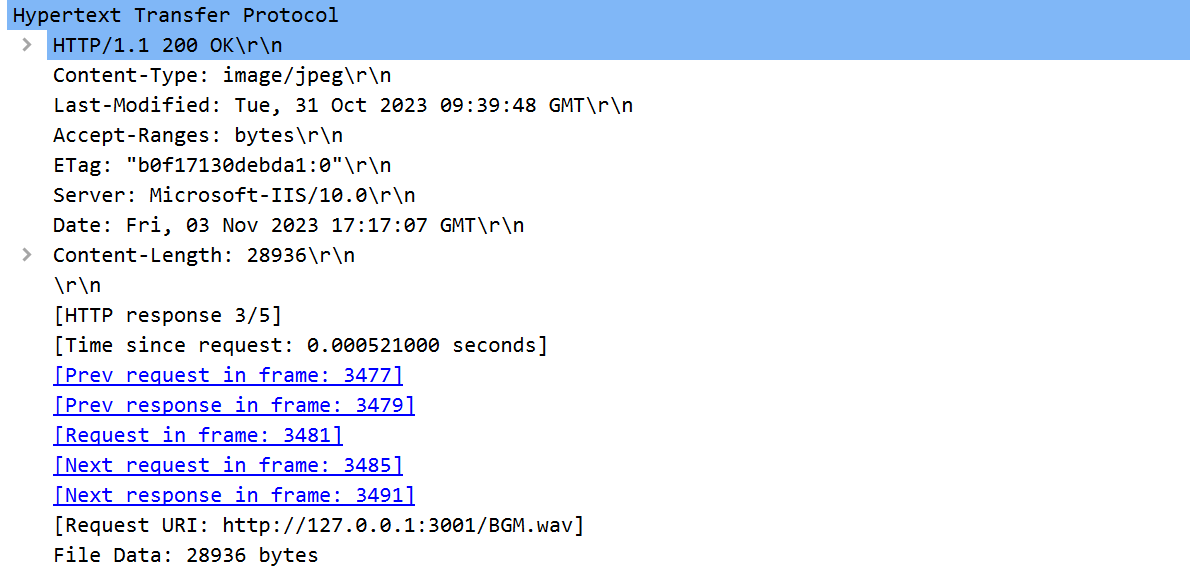 Hypertext Transfer Protocol
HTTP/1.1 200 OK\r\n
Content-Type: image/jpeg\r\n
Last-Modified: Tue, 31 Oct 2023 09:39:48 GMT\r\n
Accept-Ranges: bytes\r\n
ETag: "b0f17130debda1:0"\r\n
Server: Microsoft-IIS/10.0\r\n
Date: Fri, 03 Nov 2023 17:17:07 GMT\r\n
Content-Length: 28936\r\n
\r\n
[HTTP response 3/5]
[Time since request: 0.000521000 seconds]
[Prev request in frame: 3477]
[Prev response in frame: 3479]
[Request in frame: 3481]
[Next request in frame: 3485]
[Next response in frame: 3491]
[Request URI: http://127.0.0.1:3001/BGM.wav]
File Data: 28936 bytes